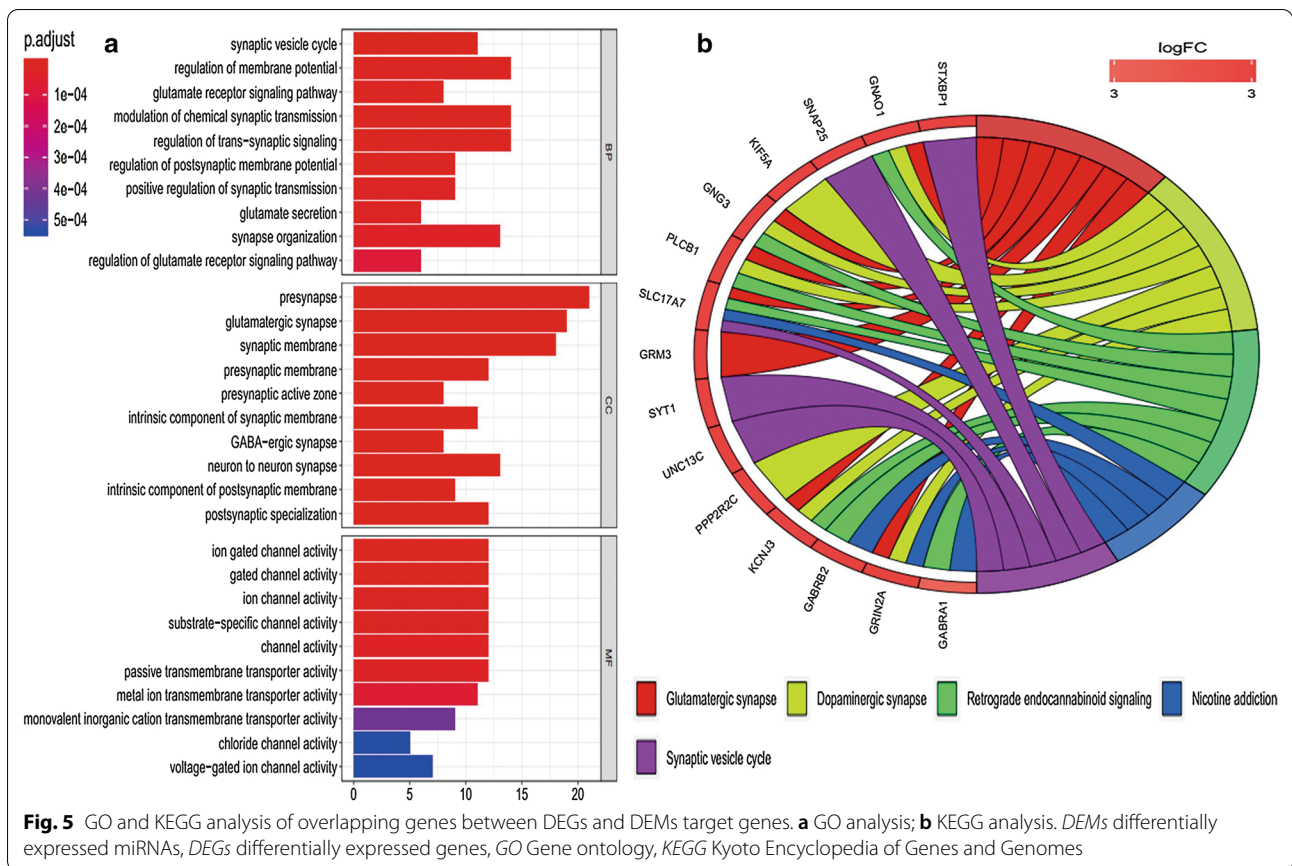 p.adjust
1e−04
2e−04
3e−04
4e−04
5e−04
a
synaptic vesicle cycle
regulation of membrane potential
glutamate receptor signaling pathway
modulation of chemical synaptic transmission
regulation of trans−synaptic signaling
regulation of postsynaptic membrane potential
positive regulation of synaptic transmission
glutamate secretion
synapse organization
regulation of glutamate receptor signaling pathway
BP
presynapse
glutamatergic synapse
synaptic membrane
presynaptic membrane
presynaptic active zone
intrinsic component of synaptic membrane
GABA−ergic synapse
neuron to neuron synapse
intrinsic component of postsynaptic membrane
postsynaptic specialization
CC
ion gated channel activity
gated channel activity
ion channel activity
substrate−specific channel activity
channel activity
passive transmembrane transporter activity
metal ion transmembrane transporter activity
monovalent inorganic cation transmembrane transporter activity
chloride channel activity
voltage−gated ion channel activity
MF
0 5 10 15 20
b
logFC
3 3
STXBP1
GNAO1
SNAP25
KIF5A
GNG3
PLCB1
SLC17A7
GRM3
SYT1
UNC13C
PPP2R2C
KCNJ3
GABRB2
GRIN2A
GABRA1
Glutamatergic synapse
Dopaminergic synapse
Retrograde endocannabinoid signaling
Nicotine addiction
Synaptic vesicle cycle
Fig. 5 GO and KEGG analysis of overlapping genes between DEGs and DEMs target genes. a GO analysis; b KEGG analysis. DEMs differentially
expressed miRNAs, DEGs differentially expressed genes, GO Gene ontology, KEGG Kyoto Encyclopedia of Genes and Genomes